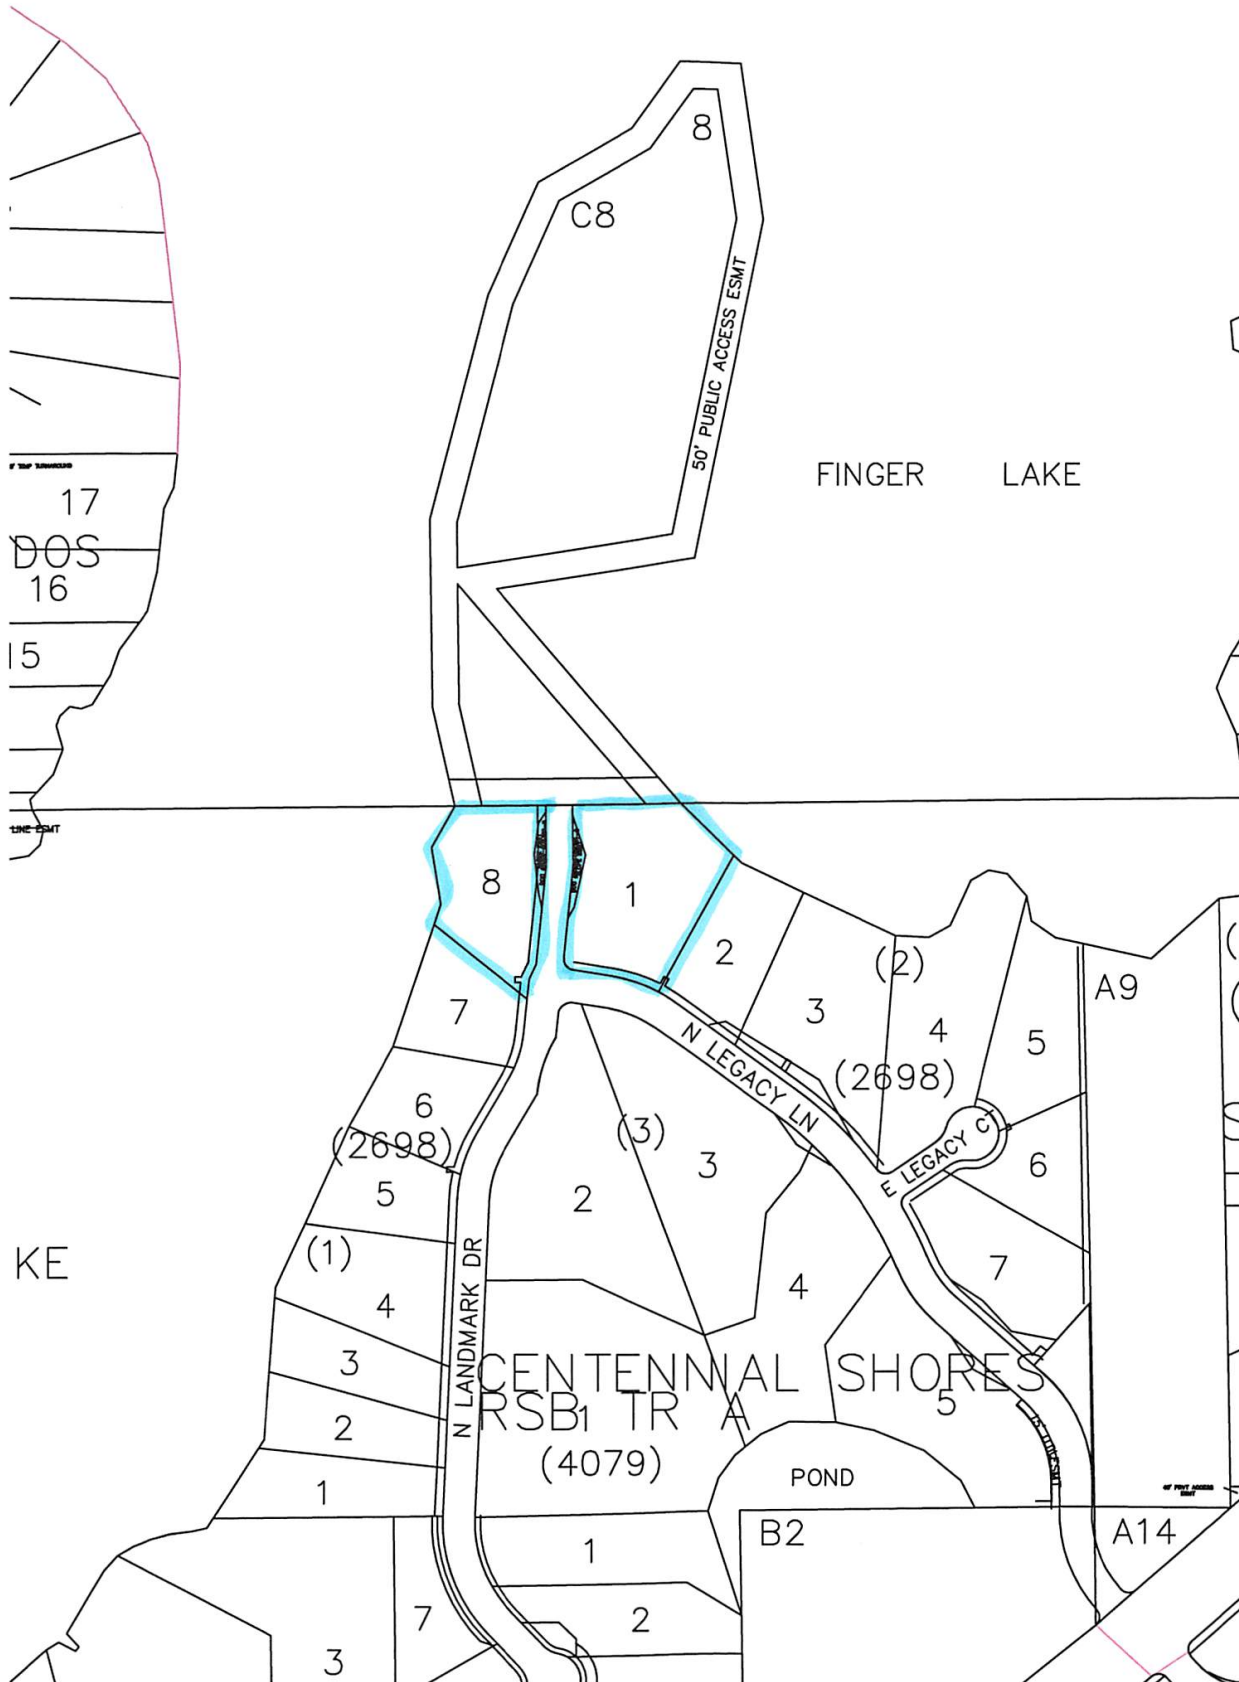 8
C8
50' PUBLIC ACCESS ESMT
FINGER LAKE
17
DOS
16
15
LINE ESMT
8
1
2
(2)
A9
3
7
4
5
N LEGACY LN
(2698)
6
(2698)
(3)
3
E LEGACY C
6
5
2
(1)
KE
7
4
4
N LANDMARK DR
3
CENTENNIAL SHORES
RSB1 TR A
5
2
(4079)
POND
1
B2
A14
1
7
2
3